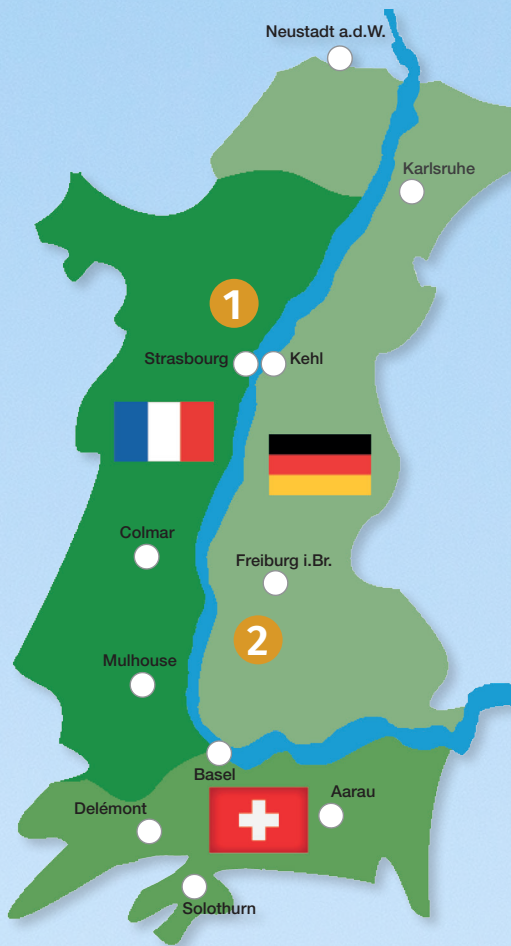 Neustadt a.d.W.
Karlsruhe
1
Strasbourg
Kehl
Colmar
Freiburg i.Br.
2
Mulhouse
Basel
Delémont
Aarau
Solothurn